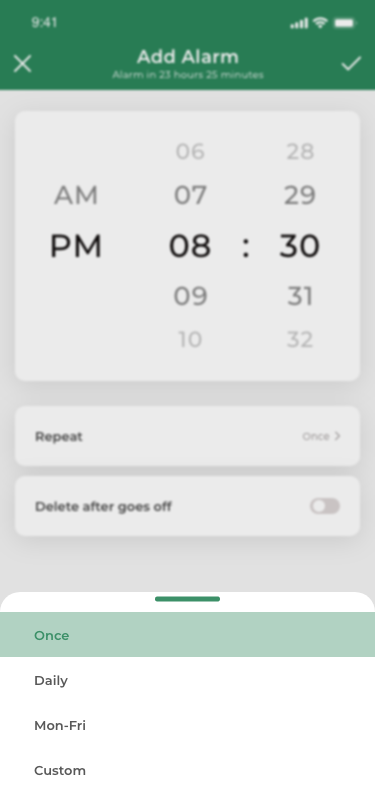 9:41
Add Alarm
Alarm in 23 hours 25 minutes
06 28
AM 07 29
PM 08 : 30
09 31
10 32
Repeat Once
Delete after goes off
Once
Daily
Mon-Fri
Custom